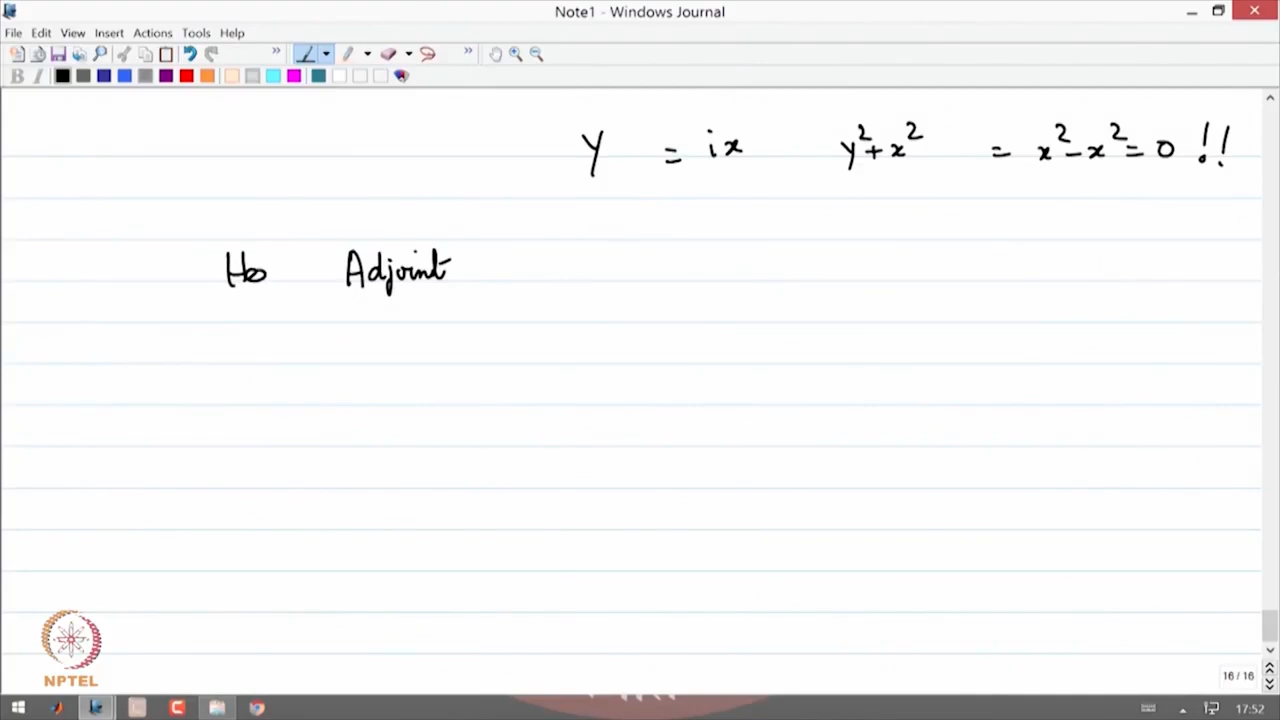 Note1 - Windows Journal
File Edit View Insert Actions Tools Help
B I
y = ix y²+x² = x²-x²=0 !!
Adjoint
NPTEL
16 / 16
17:52